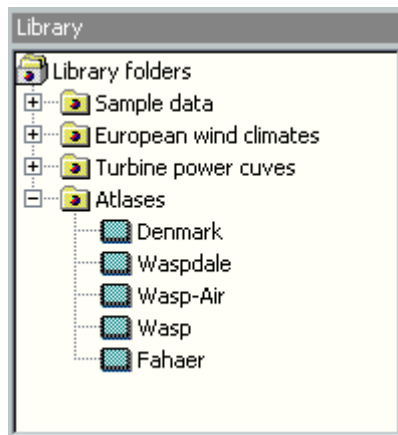 Library
Library folders
Sample data
European wind climates
Turbine power cuves
Atlases
Denmark
Waspdale
Wasp-Air
Wasp
Fahaer